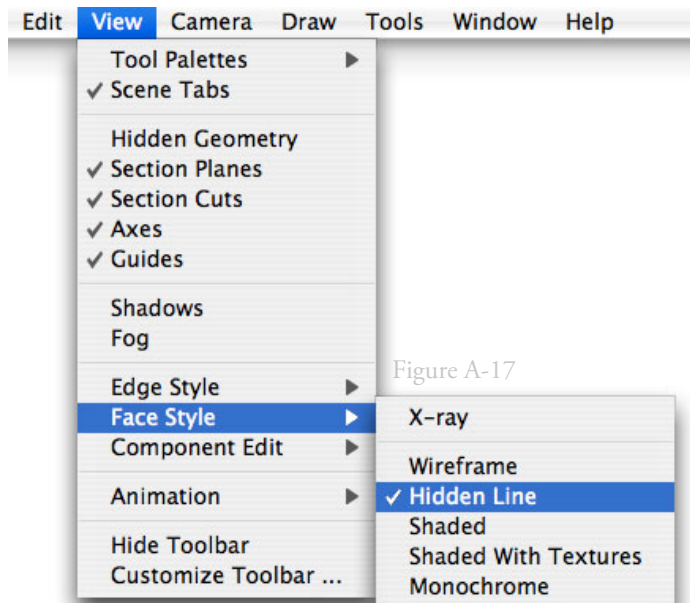 Edit View Camera Draw Tools Window Help
Tool Palettes
✓ Scene Tabs
Hidden Geometry
✓ Section Planes
✓ Section Cuts
✓ Axes
✓ Guides
Shadows
Fog
Edge Style
Face Style
Component Edit
Animation
Hide Toolbar
Customize Toolbar ...
Figure A-17
X-ray
Wireframe
✓ Hidden Line
Shaded
Shaded With Textures
Monochrome